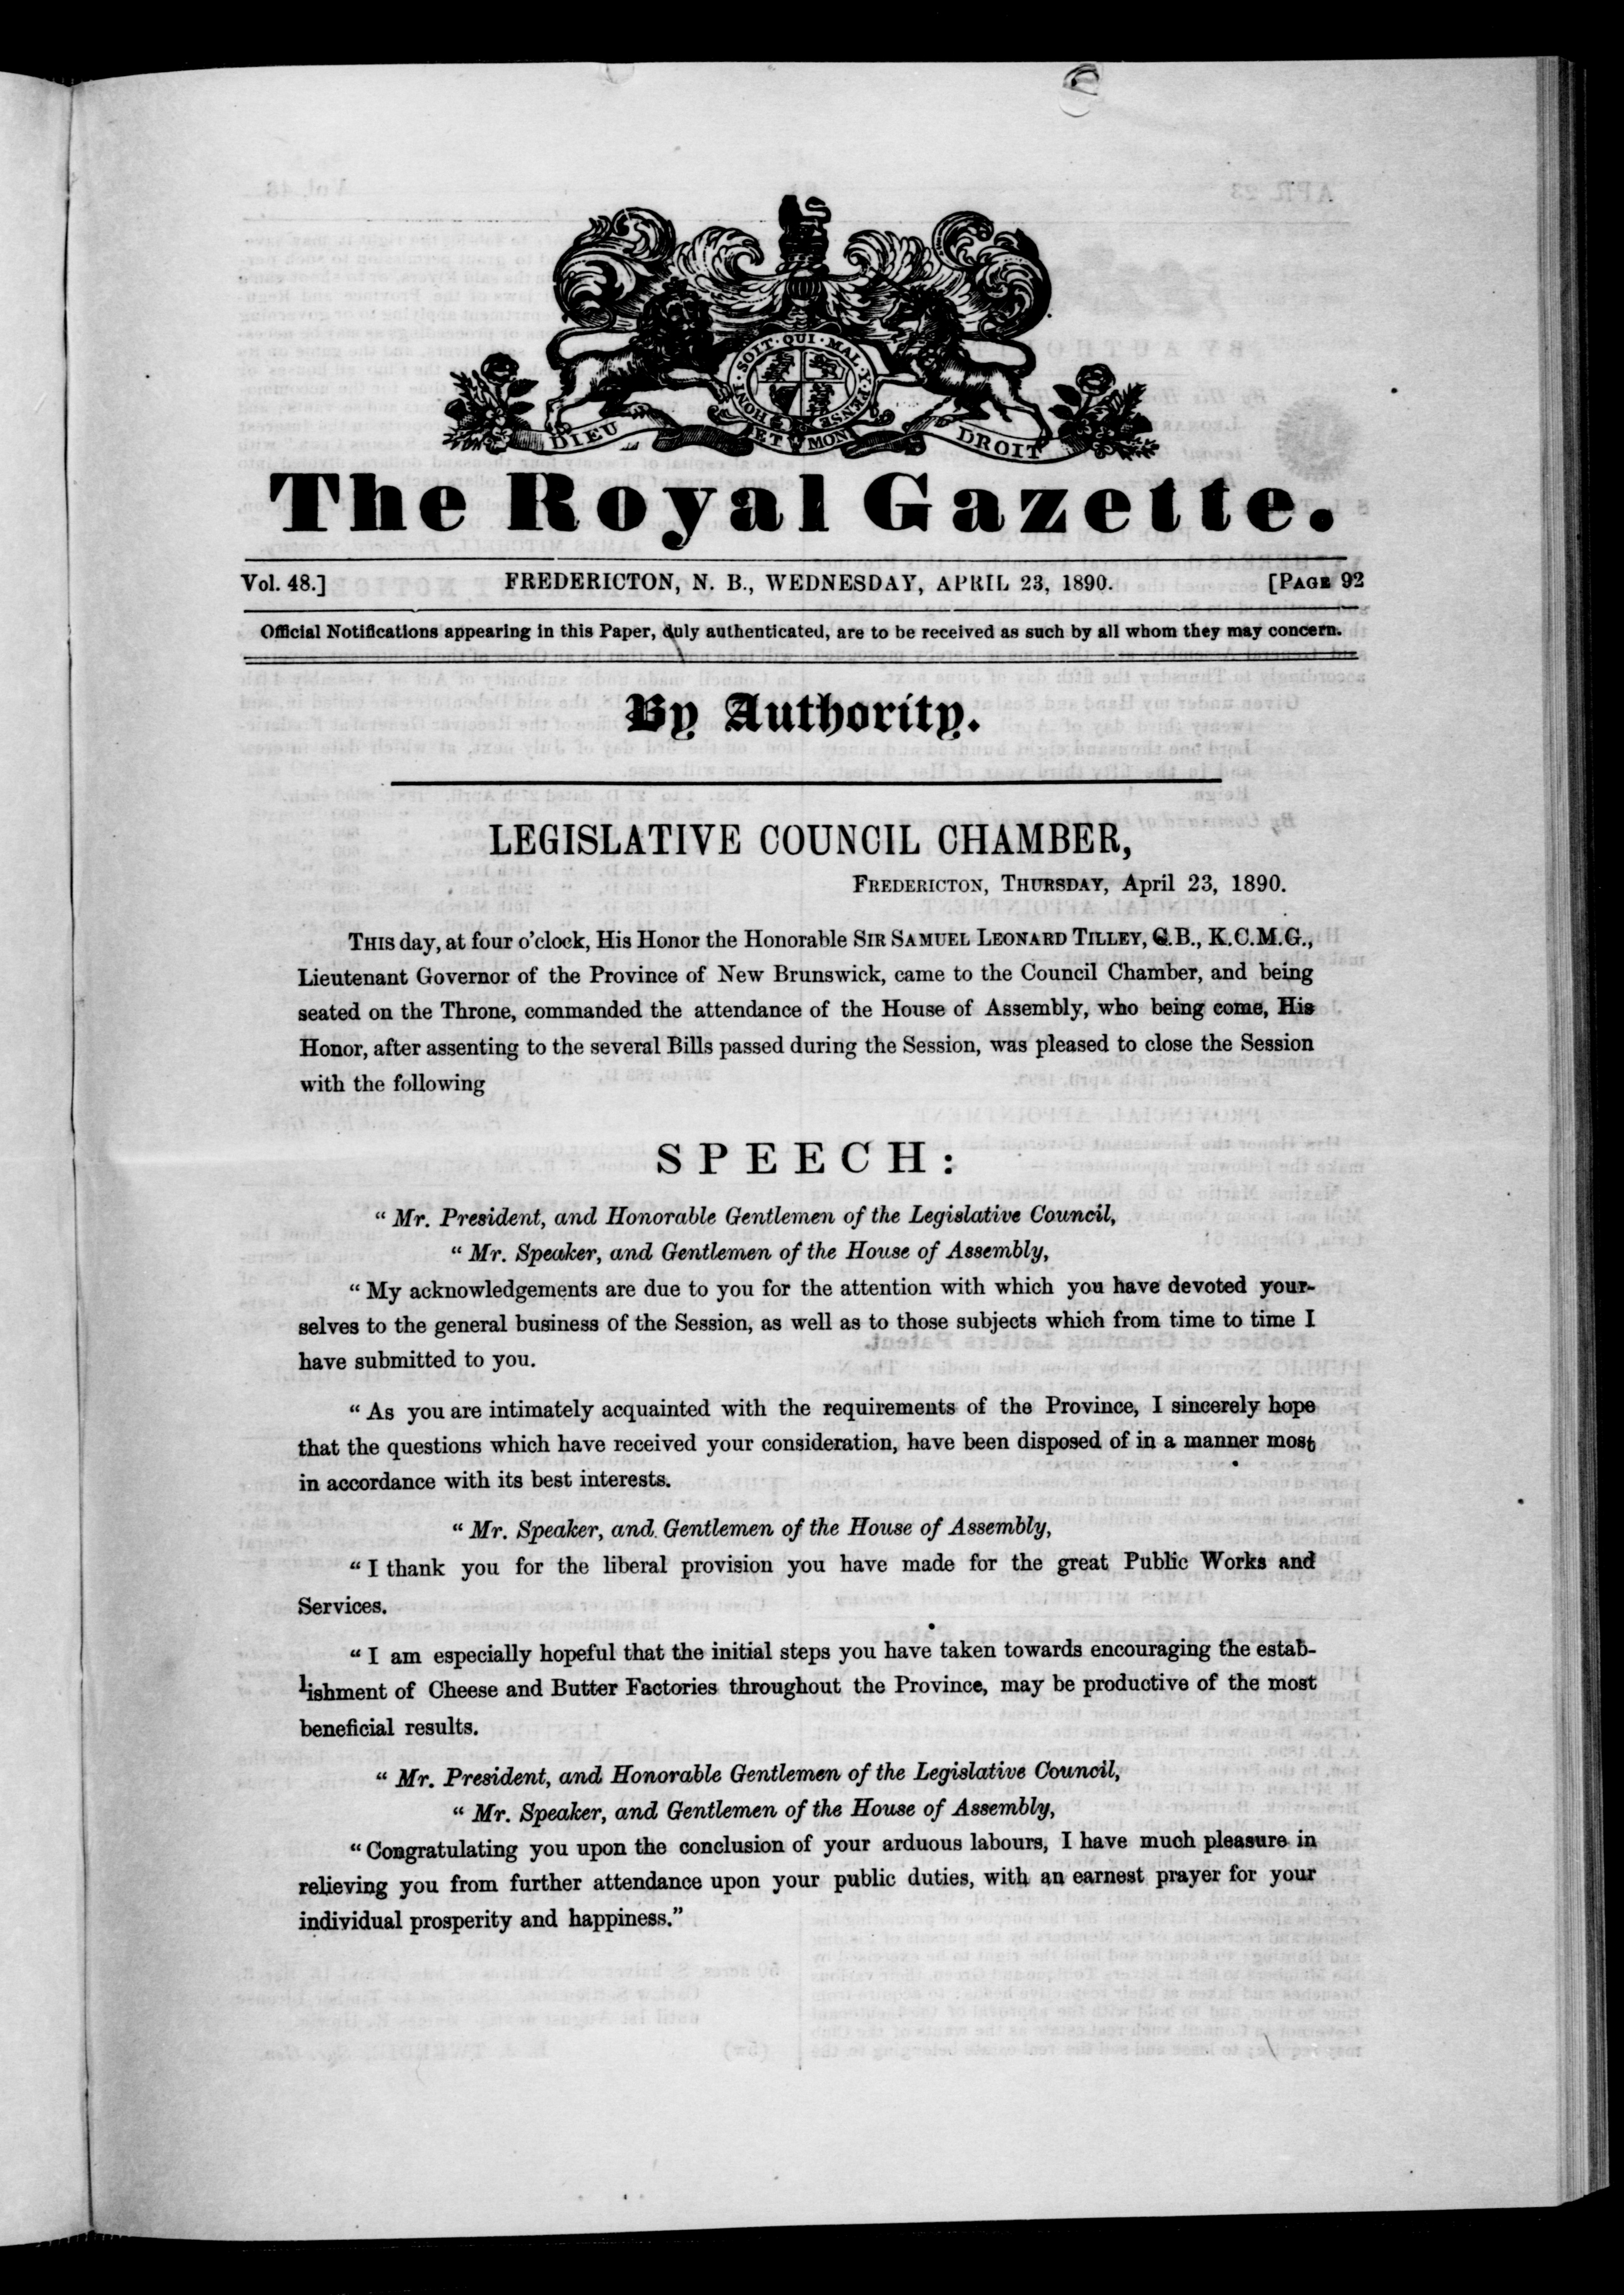 HONI · SOIT · QUI · MAL · Y · PENSE
DIEU ET MON DROIT
The Royal Gazette.
Vol. 48.] FREDERICTON, N. B., WEDNESDAY, APRIL 23, 1890. [PAGE 92
Official Notifications appearing in this Paper, duly authenticated, are to be received as such by all whom they may concern.
By Authority.
LEGISLATIVE COUNCIL CHAMBER,
FREDERICTON, THURSDAY, April 23, 1890.
THIS day, at four o'clock, His Honor the Honorable SIR SAMUEL LEONARD TILLEY, C.B., K.C.M.G.,
Lieutenant Governor of the Province of New Brunswick, came to the Council Chamber, and being
seated on the Throne, commanded the attendance of the House of Assembly, who being come, His
Honor, after assenting to the several Bills passed during the Session, was pleased to close the Session
with the following
SPEECH:
" Mr. President, and Honorable Gentlemen of the Legislative Council,
" Mr. Speaker, and Gentlemen of the House of Assembly,
" My acknowledgements are due to you for the attention with which you have devoted your-
selves to the general business of the Session, as well as to those subjects which from time to time I
have submitted to you.
" As you are intimately acquainted with the requirements of the Province, I sincerely hope
that the questions which have received your consideration, have been disposed of in a manner most
in accordance with its best interests.
" Mr. Speaker, and Gentlemen of the House of Assembly,
" I thank you for the liberal provision you have made for the great Public Works and
Services.
" I am especially hopeful that the initial steps you have taken towards encouraging the estab-
lishment of Cheese and Butter Factories throughout the Province, may be productive of the most
beneficial results.
" Mr. President, and Honorable Gentlemen of the Legislative Council,
" Mr. Speaker, and Gentlemen of the House of Assembly,
" Congratulating you upon the conclusion of your arduous labours, I have much pleasure in
relieving you from further attendance upon your public duties, with an earnest prayer for your
individual prosperity and happiness."